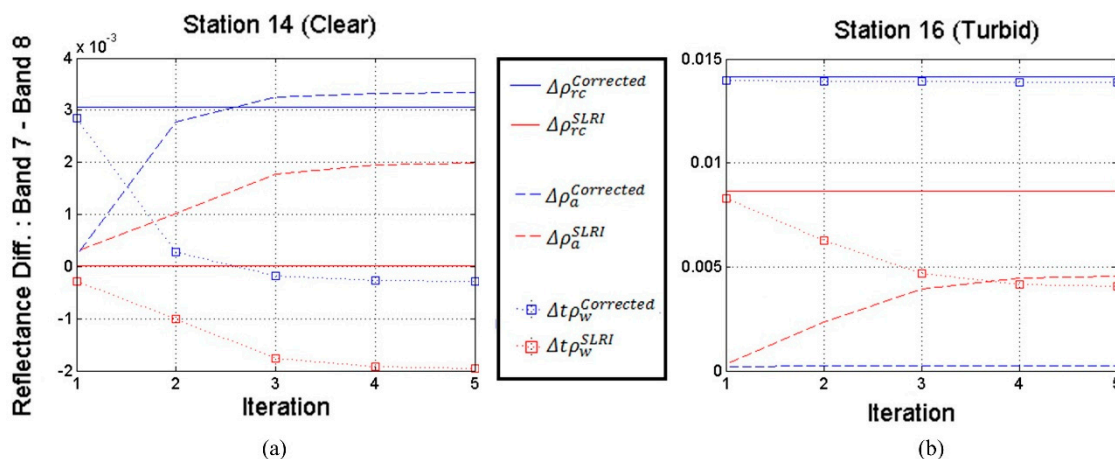 Station 14 (Clear)
Station 16 (Turbid)
Reflectance Diff. : Band 7 - Band 8
x 10⁻³
4
3
2
1
0
-1
-2
1 2 3 4 5
Iteration
(a)
Δρ_rc^Corrected
Δρ_rc^SLRI
Δρ_a^Corrected
Δρ_a^SLRI
Δtρ_w^Corrected
Δtρ_w^SLRI
0.015
0.01
0.005
0
1 2 3 4 5
Iteration
(b)